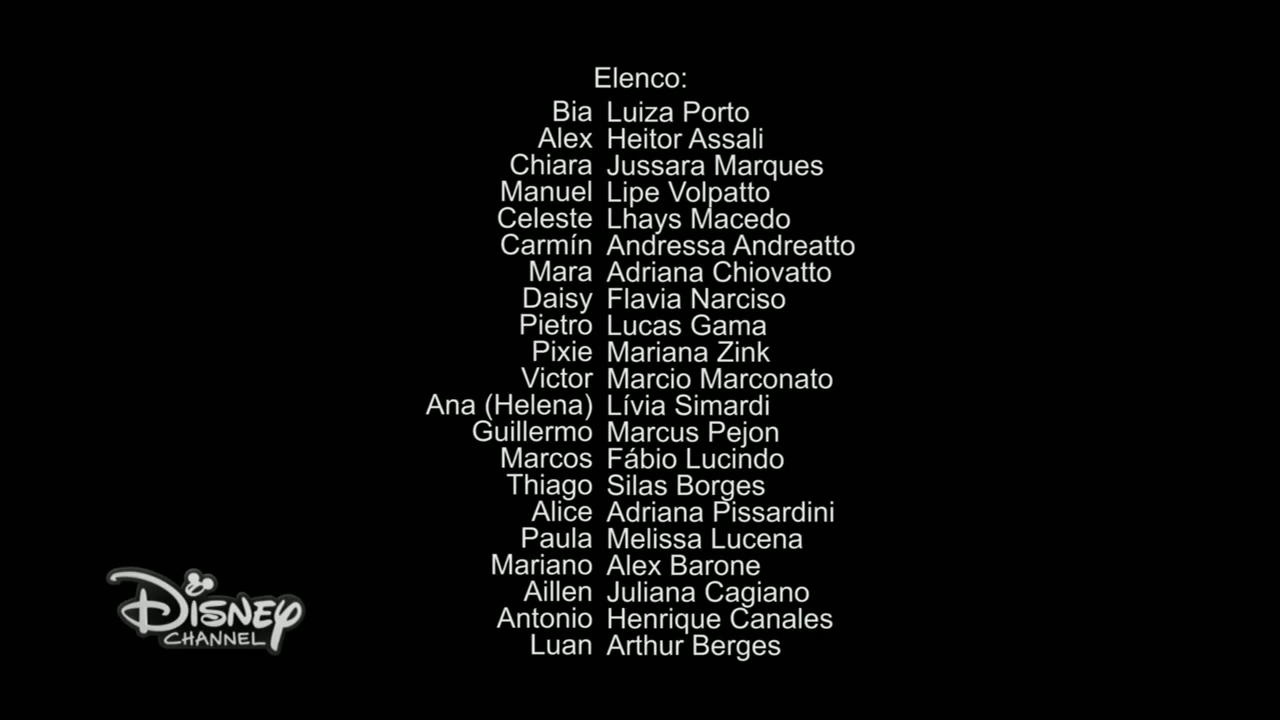 Elenco:
Bia Luiza Porto
Alex Heitor Assali
Chiara Jussara Marques
Manuel Lipe Volpatto
Celeste Lhays Macedo
Carmín Andressa Andreatto
Mara Adriana Chiovatto
Daisy Flavia Narciso
Pietro Lucas Gama
Pixie Mariana Zink
Victor Marcio Marconato
Ana (Helena) Lívia Simardi
Guillermo Marcus Pejon
Marcos Fábio Lucindo
Thiago Silas Borges
Alice Adriana Pissardini
Paula Melissa Lucena
Mariano Alex Barone
Aillen Juliana Cagiano
Antonio Henrique Canales
Luan Arthur Berges
Disney
CHANNEL